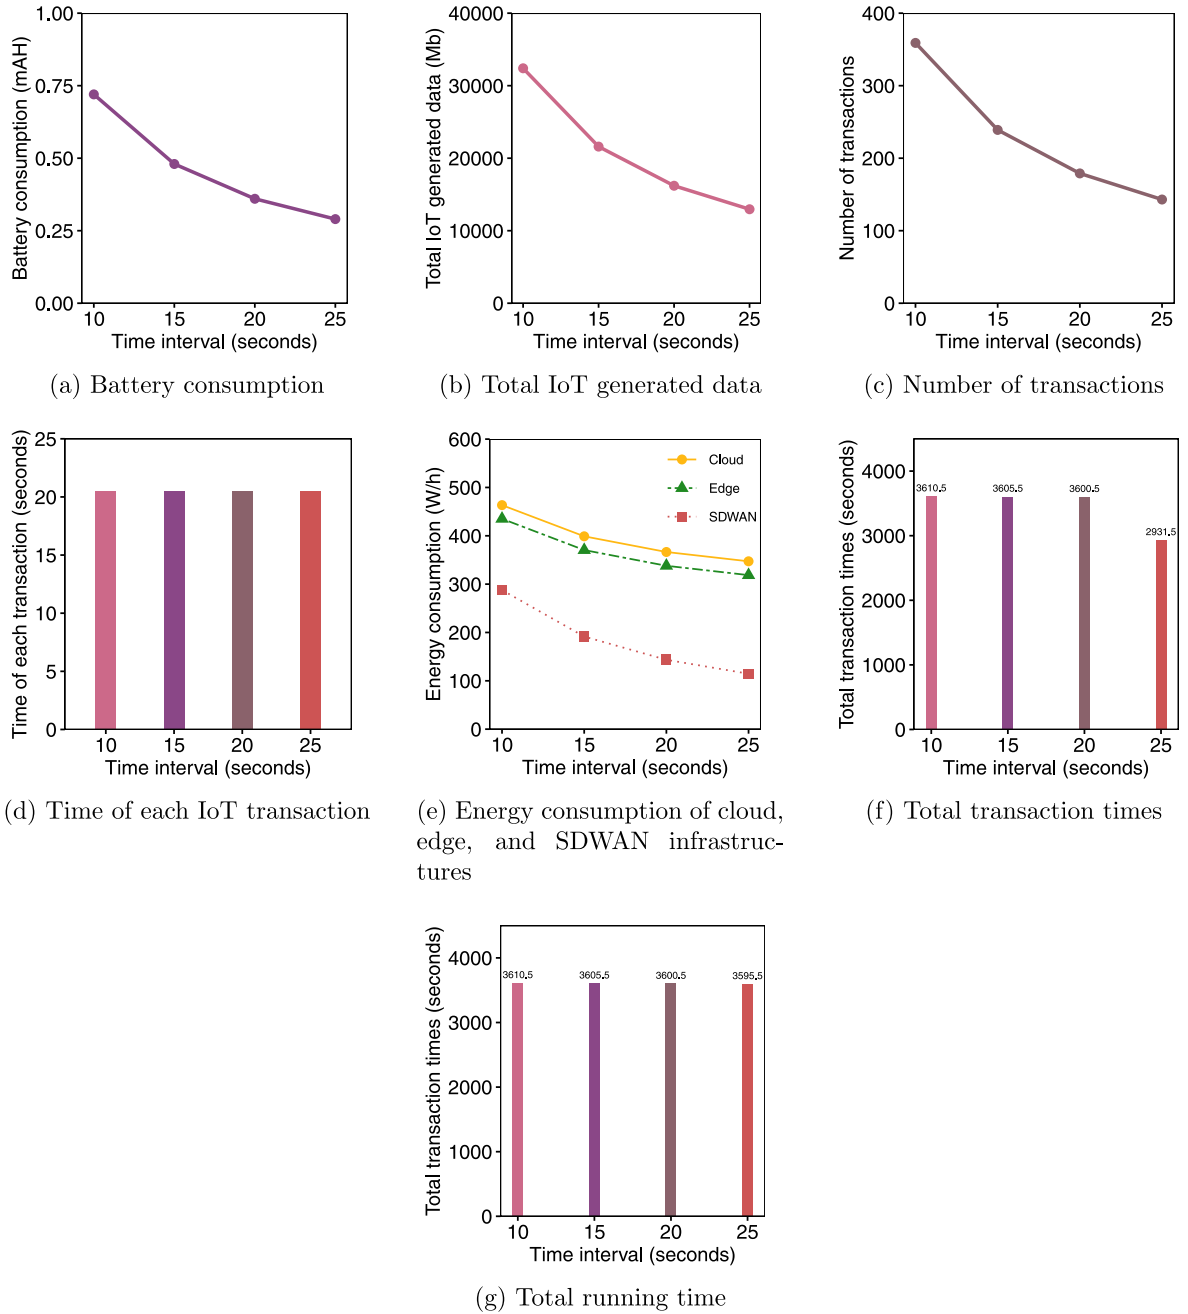 Battery consumption (mAH)
1.00
0.75
0.50
0.25
0.00
10 15 20 25
Time interval (seconds)
(a) Battery consumption
Total IoT generated data (Mb)
40000
30000
20000
10000
0
10 15 20 25
Time interval (seconds)
(b) Total IoT generated data
Number of transactions
400
300
200
100
0
10 15 20 25
Time interval (seconds)
(c) Number of transactions
Time of each transaction (seconds)
25
20
15
10
5
0
10 15 20 25
Time interval (seconds)
(d) Time of each IoT transaction
Energy consumption (W/h)
600
500
400
300
200
100
0
Cloud
Edge
SDWAN
10 15 20 25
Time interval (seconds)
(e) Energy consumption of cloud,
edge, and SDWAN infrastruc-
tures
Total transaction times (seconds)
4000
3000
2000
1000
0
3610.5 3605.5 3600.5 2931.5
10 15 20 25
Time interval (seconds)
(f) Total transaction times
Total transaction times (seconds)
4000
3000
2000
1000
0
3610.5 3605.5 3600.5 3595.5
10 15 20 25
Time interval (seconds)
(g) Total running time